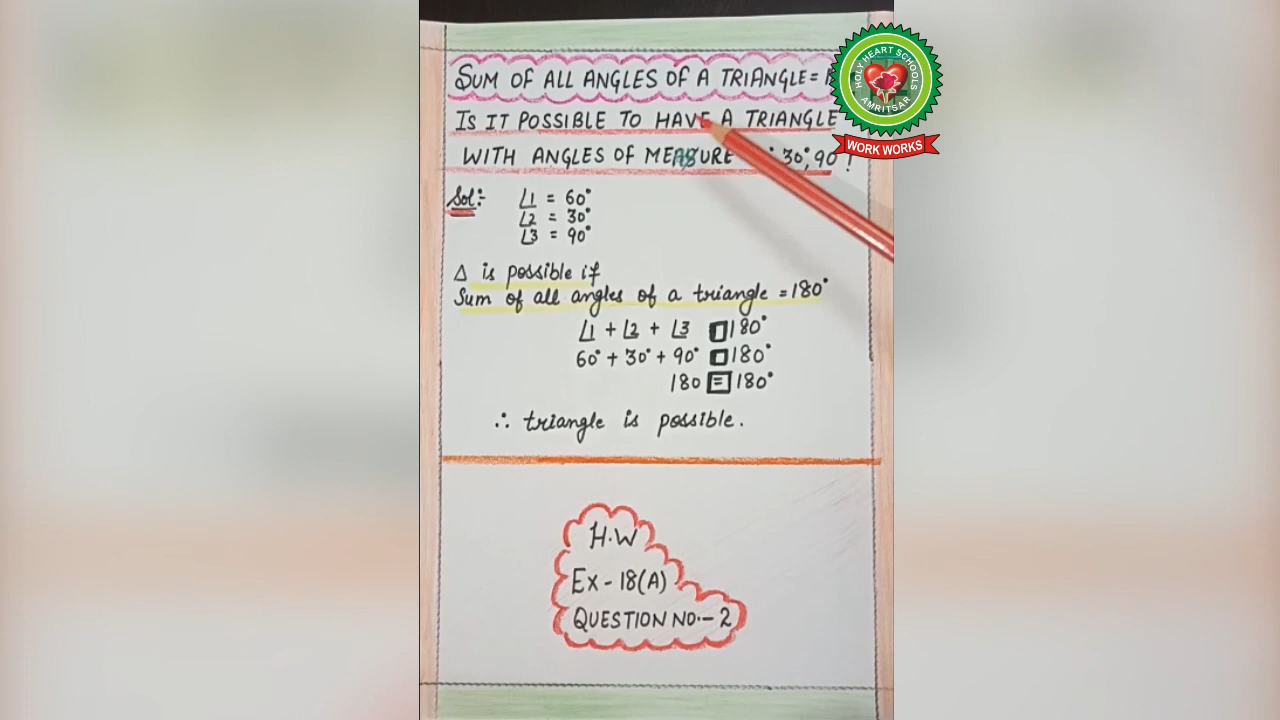 SUM OF ALL ANGLES OF A TRIANGLE =
IS IT POSSIBLE TO HAVE A TRIANGLE
WITH ANGLES OF MEASURE °, 30°, 90°?
Sol:-
∠1 = 60°
∠2 = 30°
∠3 = 90°
Δ is possible if
Sum of all angles of a triangle = 180°
∠1 + ∠2 + ∠3 □ 180°
60° + 30° + 90° □ 180°
180 = 180°
∴ triangle is possible.
H.W
Ex - 18(A)
QUESTION NO.- 2
HOLY HEART SCHOOLS
AMRITSAR
WORK WORKS